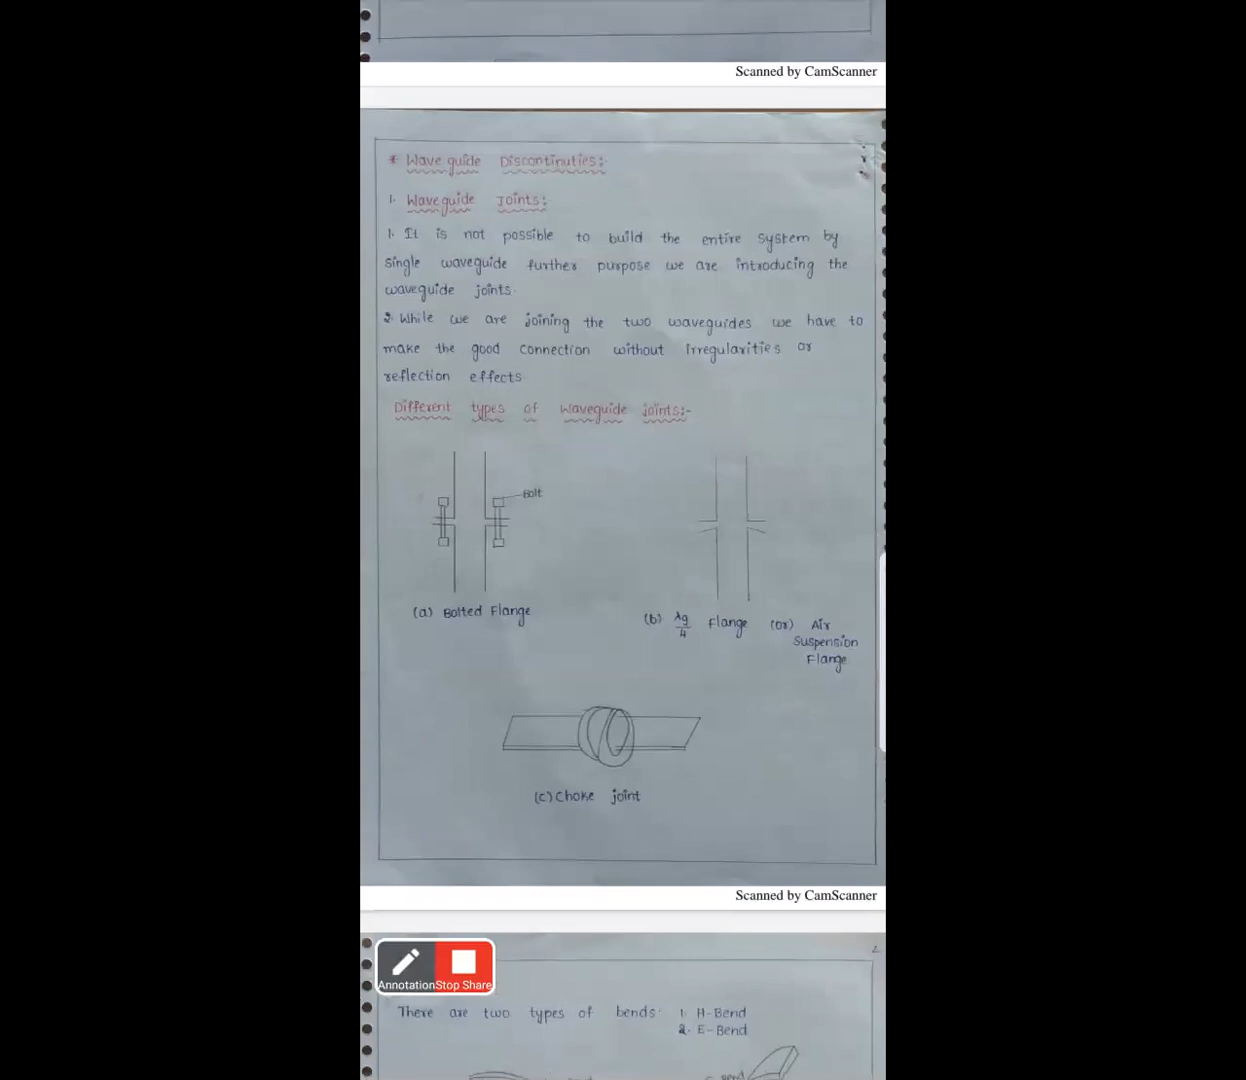 Scanned by CamScanner
* Wave guide Discontinuties:-
1. Waveguide Joints:
1. It is not possible to build the entire system by
single waveguide further purpose we are introducing the
waveguide joints.
2. While we are joining the two waveguides we have to
make the good connection without irregularities or
reflection effects.
Different types of waveguide joints:-
Bolt
(a) Bolted Flange
(b) λg/4 Flange (or) Air
Suspension
Flange
(c) Choke joint
Scanned by CamScanner
2
Annotation Stop Share
There are two types of bends: 1. H-Bend
2. E-Bend